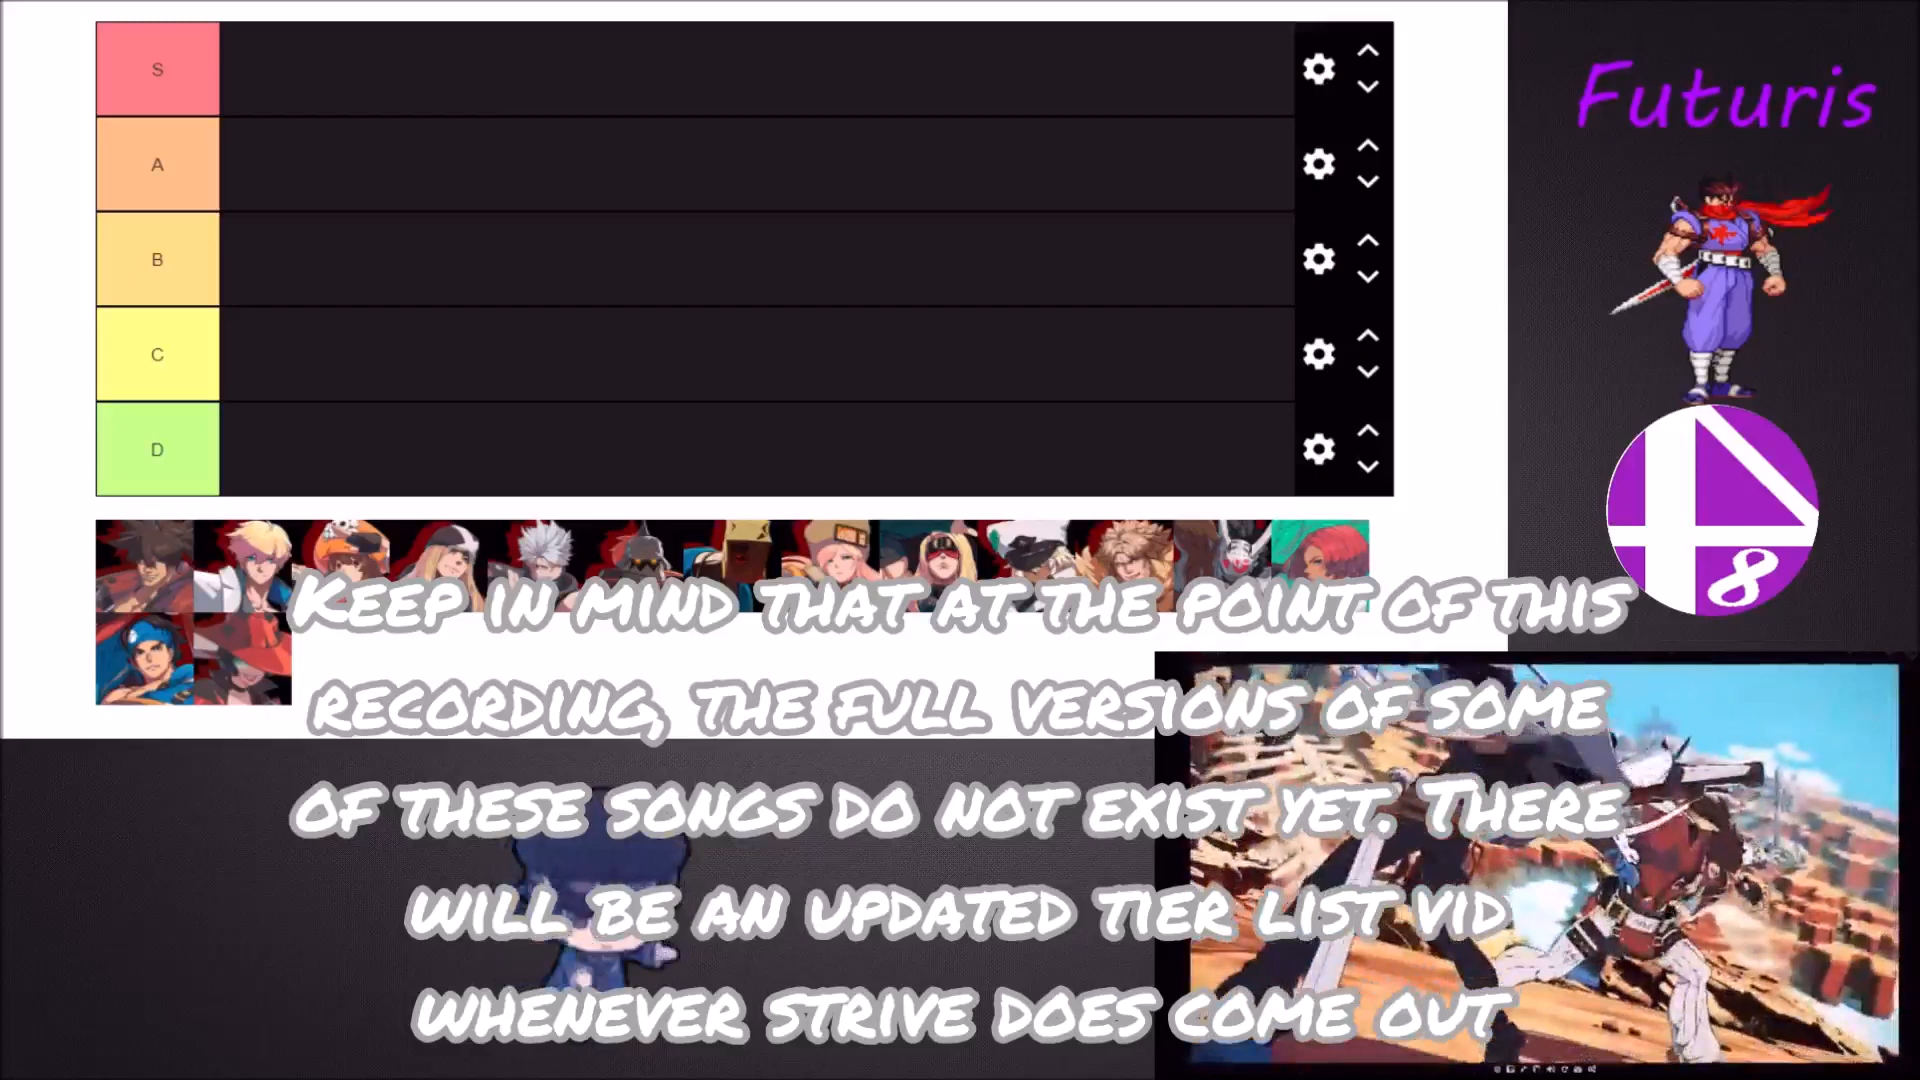 S
A
B
C
D
Futuris
8
Keep in mind that at the point of this
recording, the full versions of some
of these songs do not exist yet. There
will be an updated tier list vid
whenever strive does come out